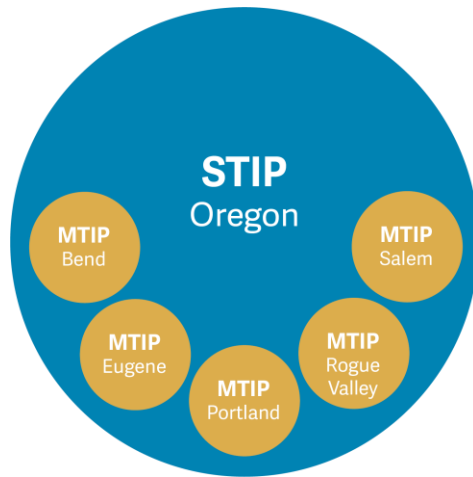 STIP
Oregon
MTIP
Bend
MTIP
Salem
MTIP
Eugene
MTIP
Rogue
Valley
MTIP
Portland